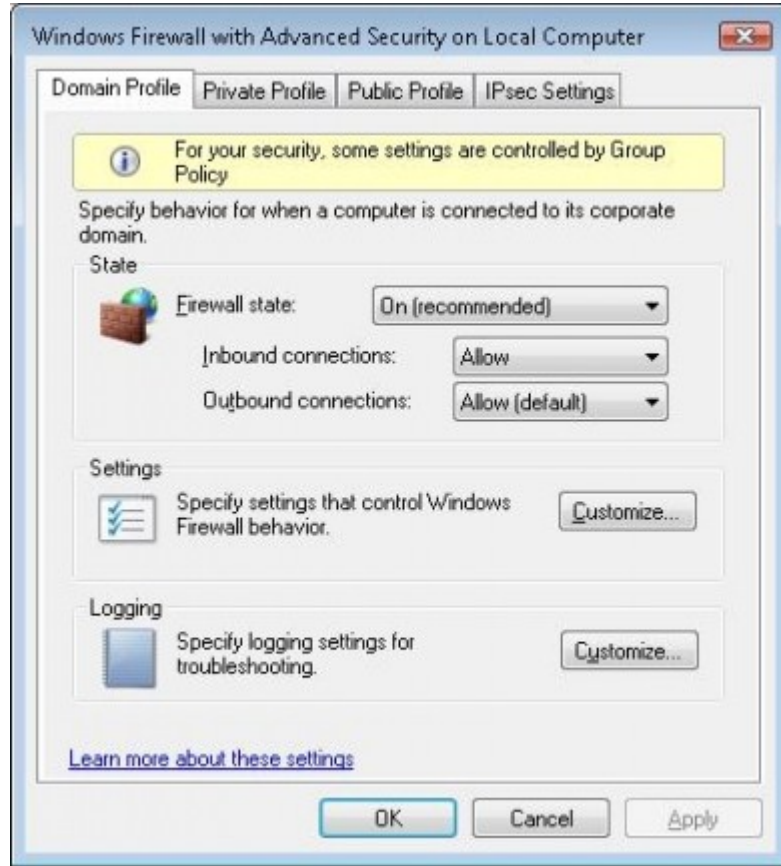 Windows Firewall with Advanced Security on Local Computer
Domain Profile Private Profile Public Profile IPsec Settings
For your security, some settings are controlled by Group
Policy
Specify behavior for when a computer is connected to its corporate
domain.
State
Firewall state: On (recommended)
Inbound connections: Allow
Outbound connections: Allow (default)
Settings
Specify settings that control Windows
Firewall behavior.
Customize...
Logging
Specify logging settings for
troubleshooting.
Customize...
Learn more about these settings
OK Cancel Apply